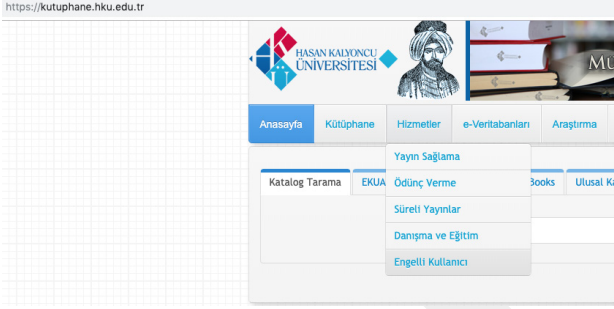 https://kutuphane.hku.edu.tr
HASAN KALYONCU
ÜNİVERSİTESİ
Anasayfa Kütüphane Hizmetler e-Veritabanları Araştırma
Yayın Sağlama
Katalog Tarama Ödünç Verme
Süreli Yayınlar
Danışma ve Eğitim
Engelli Kullanıcı